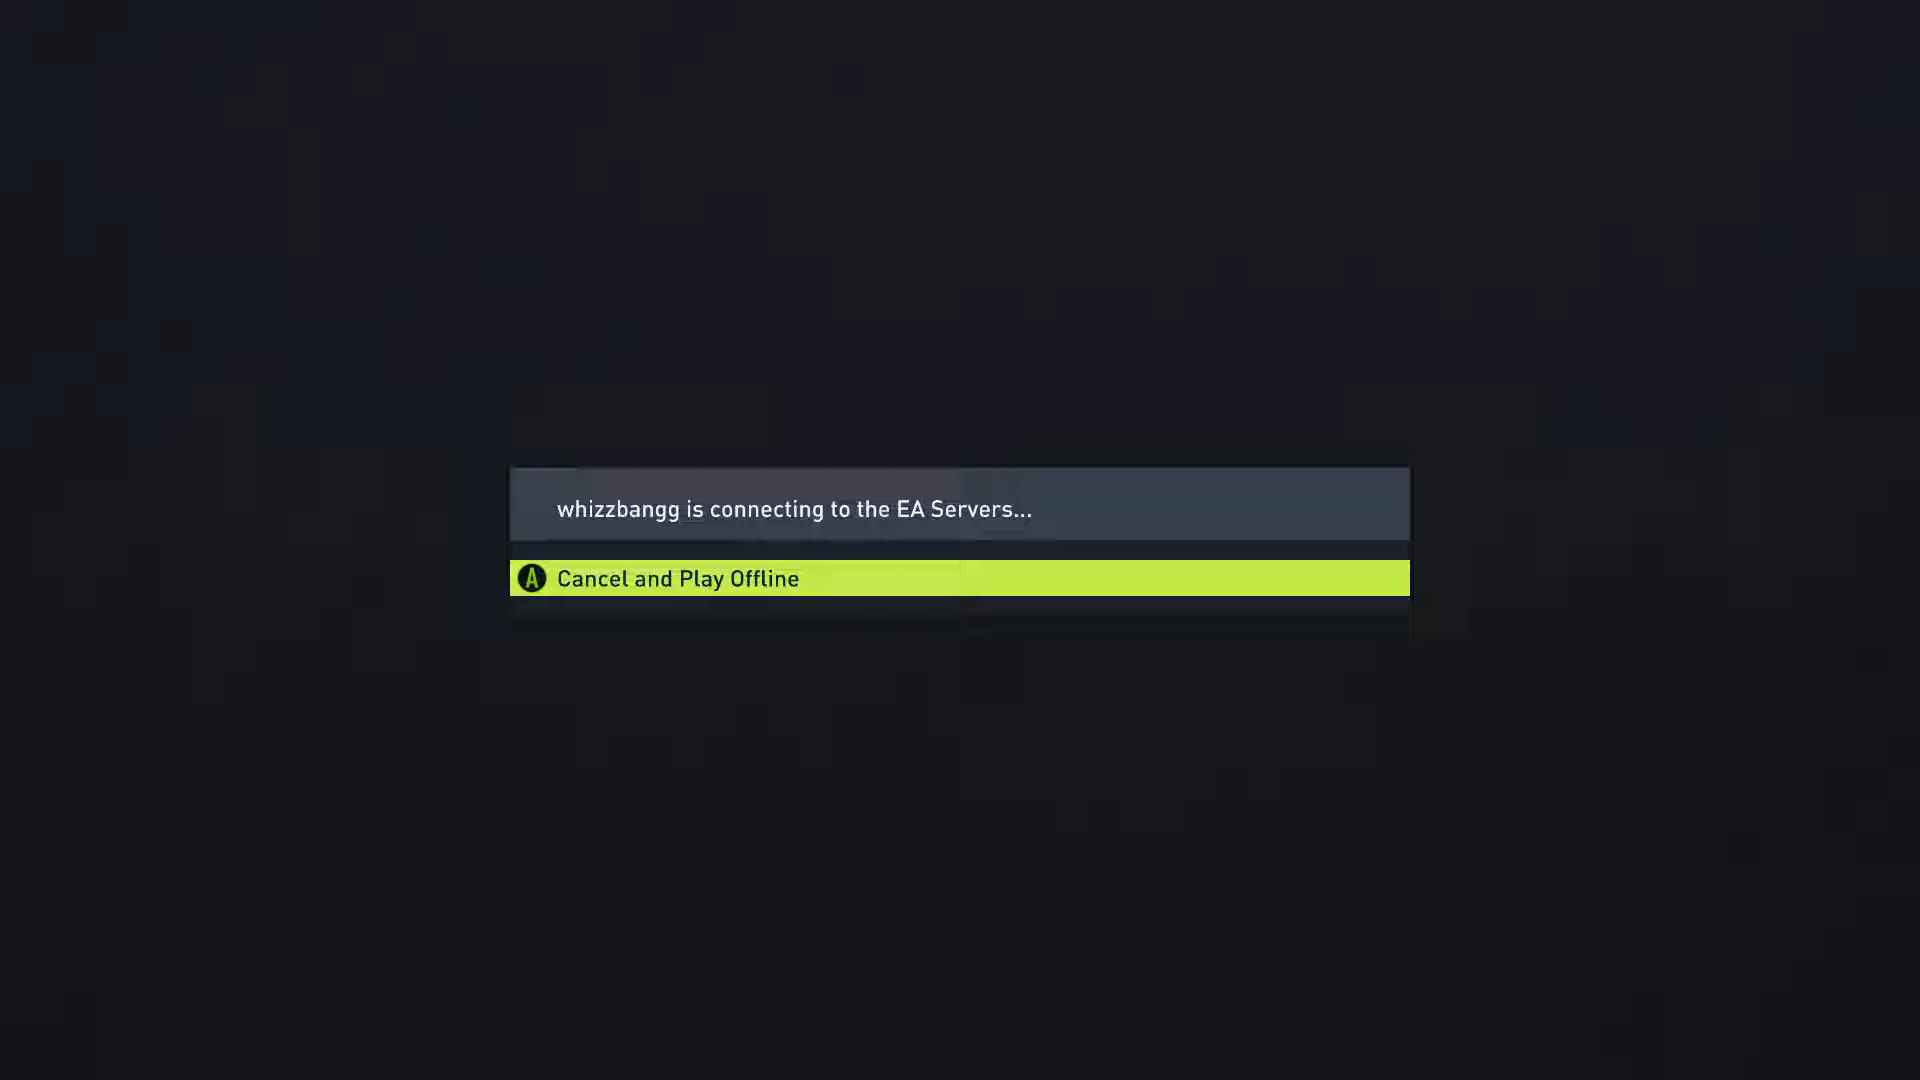 whizzbangg is connecting to the EA Servers...
A Cancel and Play Offline